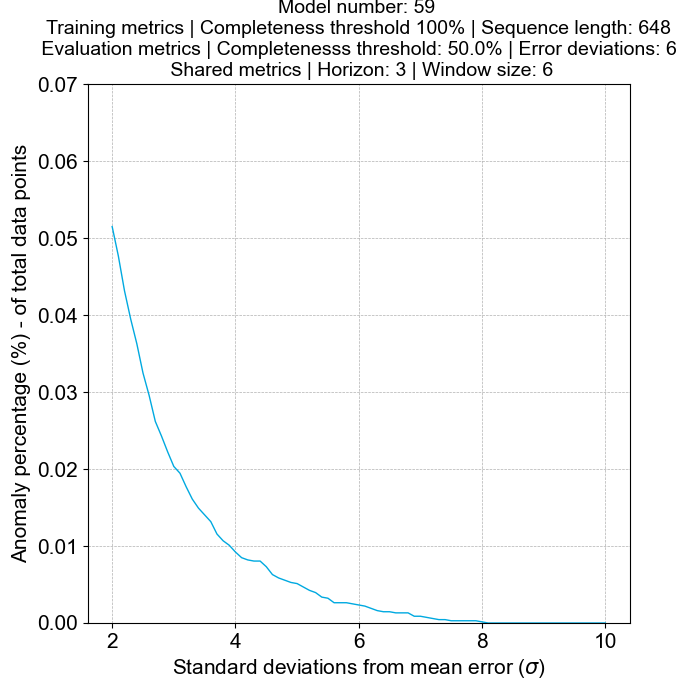 Model number: 59
Training metrics | Completeness threshold 100% | Sequence length: 648
Evaluation metrics | Completenesss threshold: 50.0% | Error deviations: 6
Shared metrics | Horizon: 3 | Window size: 6
0.07
0.06
0.05
0.04
0.03
0.02
0.01
0.00
Anomaly percentage (%) - of total data points
2 4 6 8 10
Standard deviations from mean error (σ)